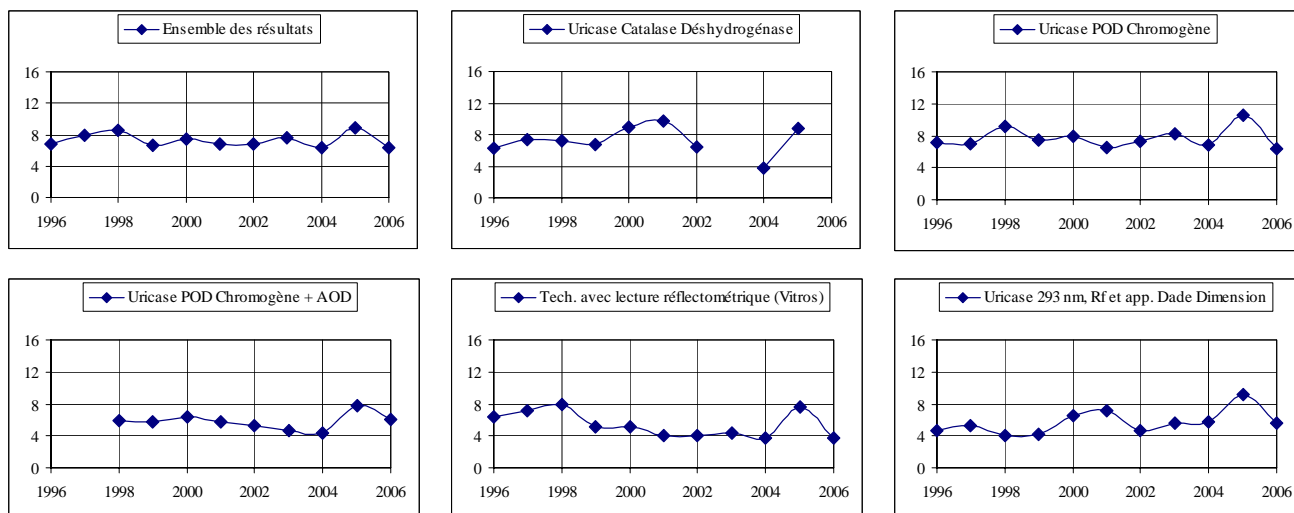 Ensemble des résultats
16
12
8
4
0
1996 1998 2000 2002 2004 2006
Uricase Catalase Déshydrogénase
16
12
8
4
0
1996 1998 2000 2002 2004 2006
Uricase POD Chromogène
16
12
8
4
0
1996 1998 2000 2002 2004 2006
Uricase POD Chromogène + AOD
16
12
8
4
0
1996 1998 2000 2002 2004 2006
Tech. avec lecture réflectométrique (Vitros)
16
12
8
4
0
1996 1998 2000 2002 2004 2006
Uricase 293 nm, Rf et app. Dade Dimension
16
12
8
4
0
1996 1998 2000 2002 2004 2006